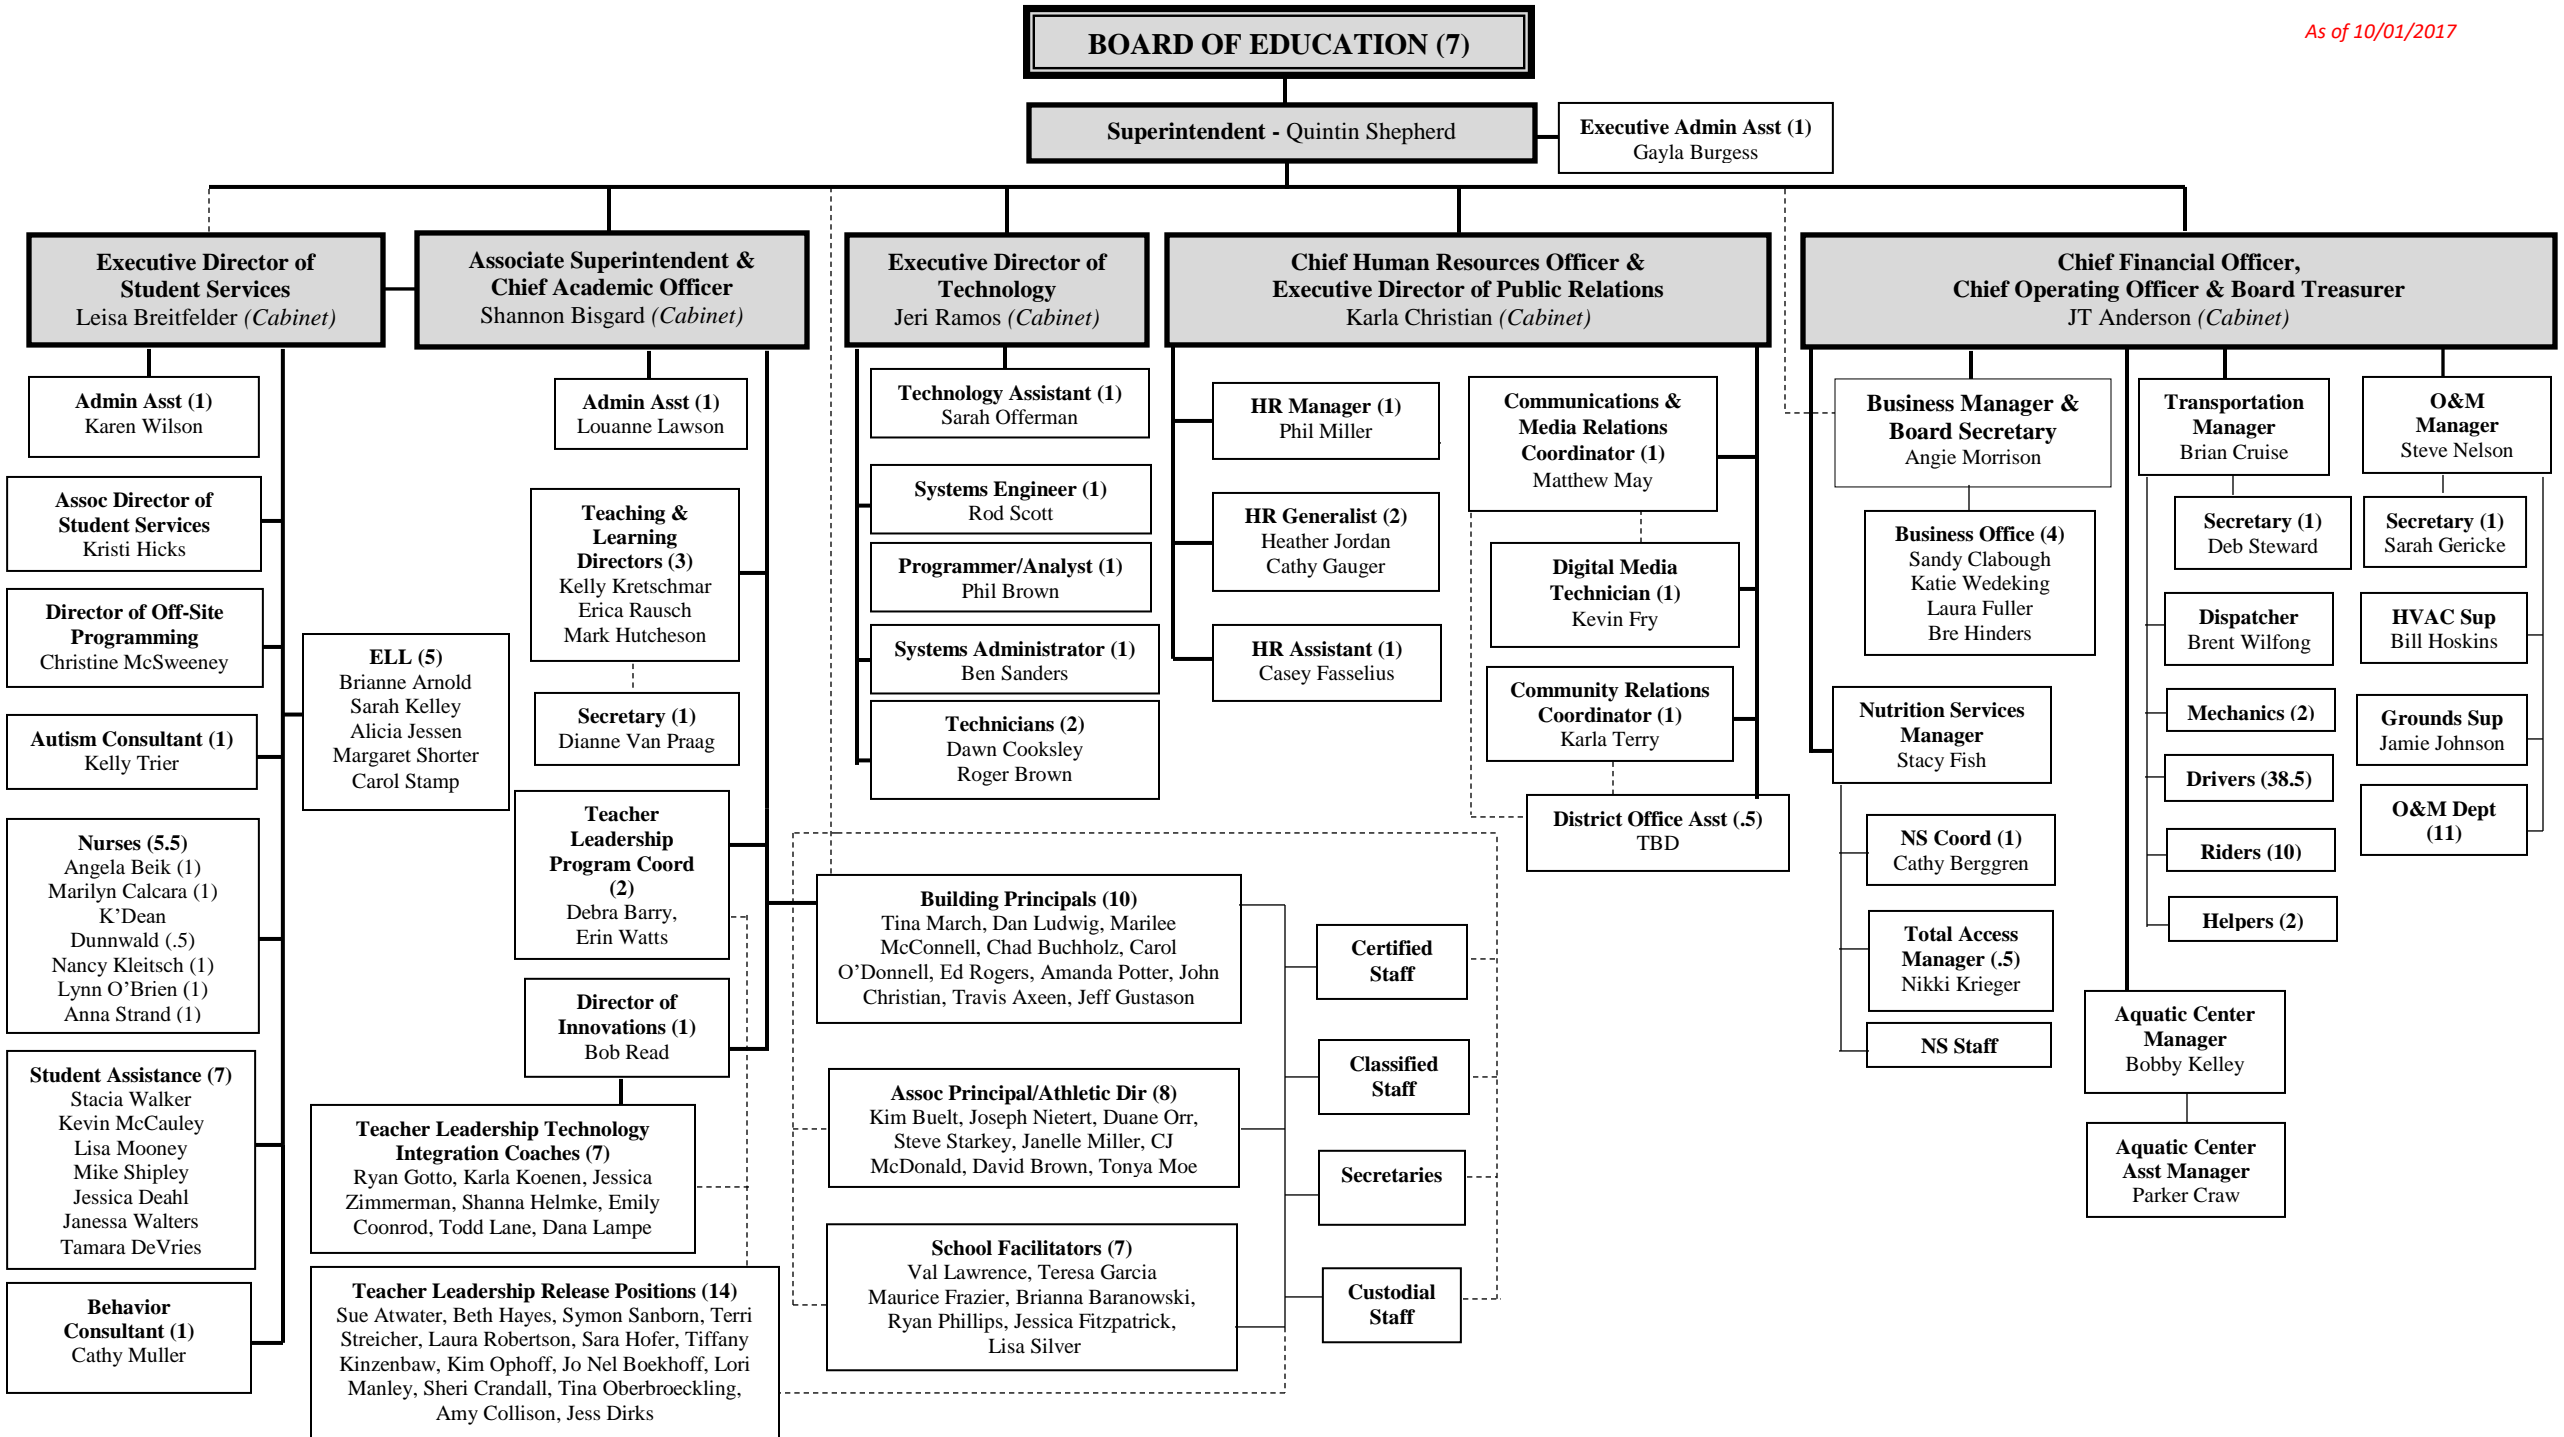 BOARD OF EDUCATION (7)
As of 10/01/2017
Superintendent - Quintin Shepherd
Executive Admin Asst (1)
Gayla Burgess
Executive Director of
Student Services
Leisa Breitfelder (Cabinet)
Associate Superintendent &
Chief Academic Officer
Shannon Bisgard (Cabinet)
Executive Director of
Technology
Jeri Ramos (Cabinet)
Chief Human Resources Officer &
Executive Director of Public Relations
Karla Christian (Cabinet)
Chief Financial Officer,
Chief Operating Officer & Board Treasurer
JT Anderson (Cabinet)
Admin Asst (1)
Karen Wilson
Assoc Director of
Student Services
Kristi Hicks
Director of Off-Site
Programming
Christine McSweeney
Autism Consultant (1)
Kelly Trier
Nurses (5.5)
Angela Beik (1)
Marilyn Calcara (1)
K’Dean
Dunnwald (.5)
Nancy Kleitsch (1)
Lynn O’Brien (1)
Anna Strand (1)
Student Assistance (7)
Stacia Walker
Kevin McCauley
Lisa Mooney
Mike Shipley
Jessica Deahl
Janessa Walters
Tamara DeVries
Behavior
Consultant (1)
Cathy Muller
ELL (5)
Brianne Arnold
Sarah Kelley
Alicia Jessen
Margaret Shorter
Carol Stamp
Admin Asst (1)
Louanne Lawson
Teaching &
Learning
Directors (3)
Kelly Kretschmar
Erica Rausch
Mark Hutcheson
Secretary (1)
Dianne Van Praag
Teacher
Leadership
Program Coord
(2)
Debra Barry,
Erin Watts
Director of
Innovations (1)
Bob Read
Teacher Leadership Technology
Integration Coaches (7)
Ryan Gotto, Karla Koenen, Jessica
Zimmerman, Shanna Helmke, Emily
Coonrod, Todd Lane, Dana Lampe
Teacher Leadership Release Positions (14)
Sue Atwater, Beth Hayes, Symon Sanborn, Terri
Streicher, Laura Robertson, Sara Hofer, Tiffany
Kinzenbaw, Kim Ophoff, Jo Nel Boekhoff, Lori
Manley, Sheri Crandall, Tina Oberbroeckling,
Amy Collison, Jess Dirks
Technology Assistant (1)
Sarah Offerman
Systems Engineer (1)
Rod Scott
Programmer/Analyst (1)
Phil Brown
Systems Administrator (1)
Ben Sanders
Technicians (2)
Dawn Cooksley
Roger Brown
Building Principals (10)
Tina March, Dan Ludwig, Marilee
McConnell, Chad Buchholz, Carol
O’Donnell, Ed Rogers, Amanda Potter, John
Christian, Travis Axeen, Jeff Gustason
Assoc Principal/Athletic Dir (8)
Kim Buelt, Joseph Nietert, Duane Orr,
Steve Starkey, Janelle Miller, CJ
McDonald, David Brown, Tonya Moe
School Facilitators (7)
Val Lawrence, Teresa Garcia
Maurice Frazier, Brianna Baranowski,
Ryan Phillips, Jessica Fitzpatrick,
Lisa Silver
Certified
Staff
Classified
Staff
Secretaries
Custodial
Staff
HR Manager (1)
Phil Miller
HR Generalist (2)
Heather Jordan
Cathy Gauger
HR Assistant (1)
Casey Fasselius
Communications &
Media Relations
Coordinator (1)
Matthew May
Digital Media
Technician (1)
Kevin Fry
Community Relations
Coordinator (1)
Karla Terry
District Office Asst (.5)
TBD
Business Manager &
Board Secretary
Angie Morrison
Business Office (4)
Sandy Clabough
Katie Wedeking
Laura Fuller
Bre Hinders
Nutrition Services
Manager
Stacy Fish
NS Coord (1)
Cathy Berggren
Total Access
Manager (.5)
Nikki Krieger
NS Staff
Transportation
Manager
Brian Cruise
Secretary (1)
Deb Steward
Dispatcher
Brent Wilfong
Mechanics (2)
Drivers (38.5)
Riders (10)
Helpers (2)
Aquatic Center
Manager
Bobby Kelley
Aquatic Center
Asst Manager
Parker Craw
O&M
Manager
Steve Nelson
Secretary (1)
Sarah Gericke
HVAC Sup
Bill Hoskins
Grounds Sup
Jamie Johnson
O&M Dept
(11)